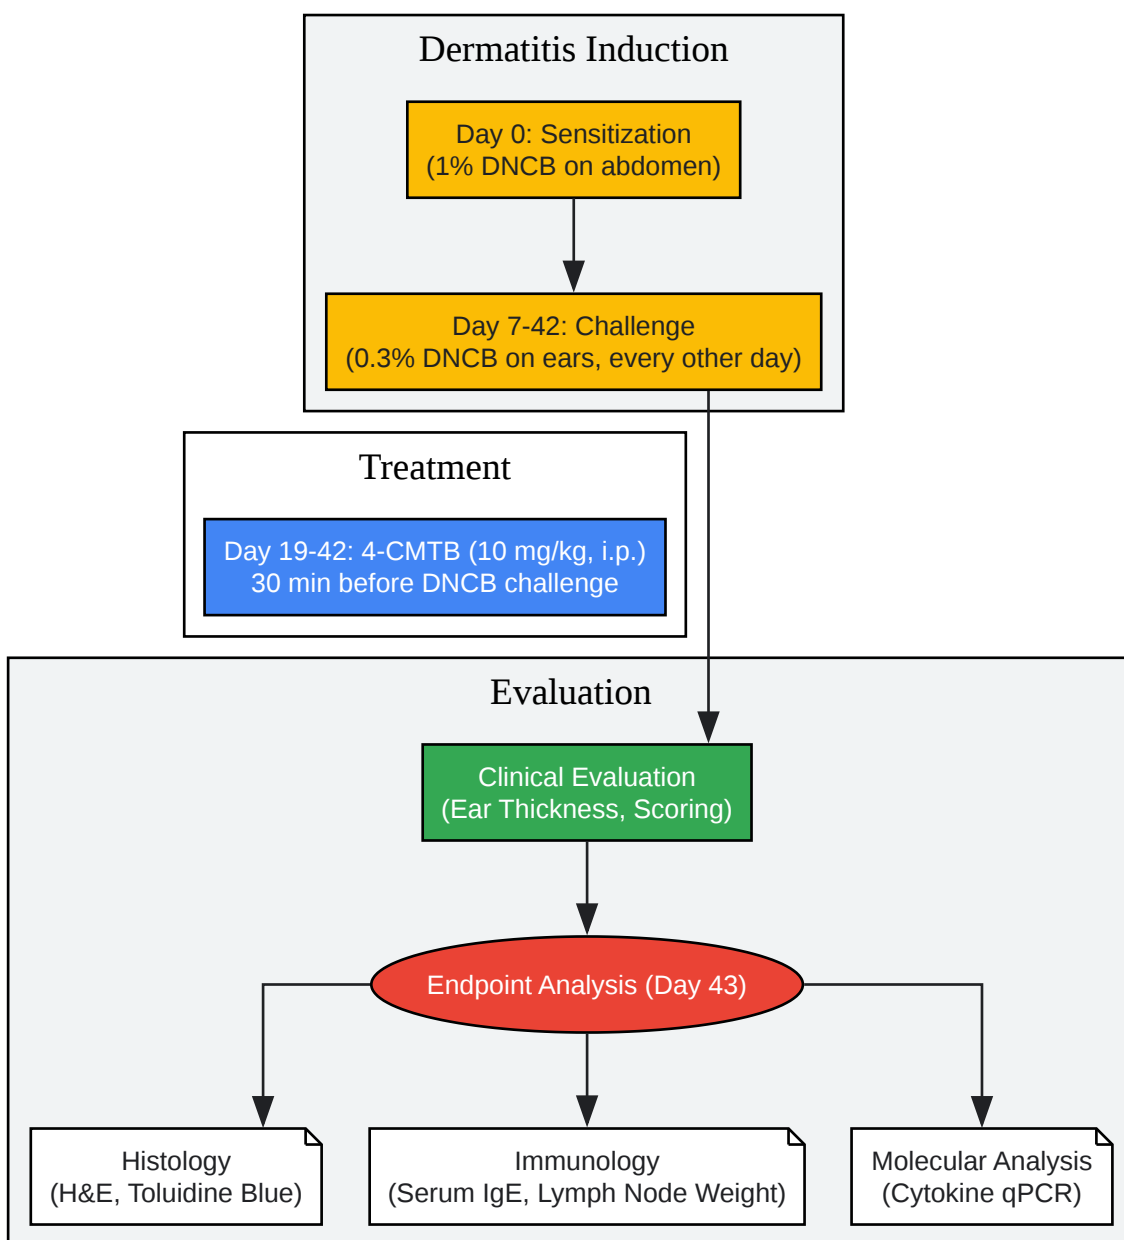 Dermatitis Induction
Day 0: Sensitization
(1% DNCB on abdomen)
Day 7-42: Challenge
(0.3% DNCB on ears, every other day)
Treatment
Day 19-42: 4-CMTB (10 mg/kg, i.p.)
30 min before DNCB challenge
Evaluation
Clinical Evaluation
(Ear Thickness, Scoring)
Endpoint Analysis (Day 43)
Histology
(H&E, Toluidine Blue)
Immunology
(Serum IgE, Lymph Node Weight)
Molecular Analysis
(Cytokine qPCR)